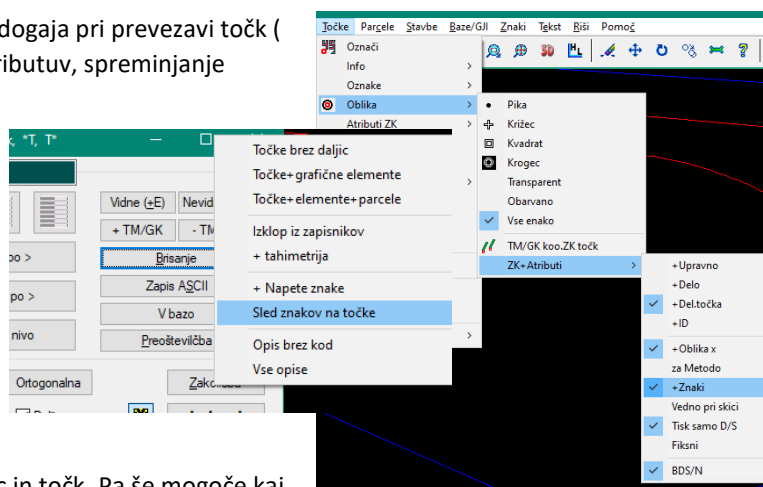 dogaja pri prevezavi točk (
ributuv, spreminjanje
Točke Parcele Stavbe Baze/GJI Znaki Tekst Riši Pomoč
Označi
Info
Oznake
Oblika
Atributi ZK
Pika
Križec
Kvadrat
Krogec
Transparent
Obarvano
Vse enako
TM/GK koo.ZK točk
ZK+Atributi
+Upravno
+Delo
+Del.točka
+ID
+Oblika x
za Metodo
+Znaki
Vedno pri skici
Tisk samo D/S
Fiksni
BDS/N
*T, T*
Vidne (+E) Nevid
+ TM/GK - TM
Brisanje
po > Zapis ASCII
V bazo
nivo Preoštevilčba
Ortogonalna
Točke brez daljic
Točke+grafične elemente
Točke+elemente+parcele
Izklop iz zapisnikov
+ tahimetrija
+ Napete znake
Sled znakov na točke
Opis brez kod
Vse opise
c in točk. Pa še mogoče kaj